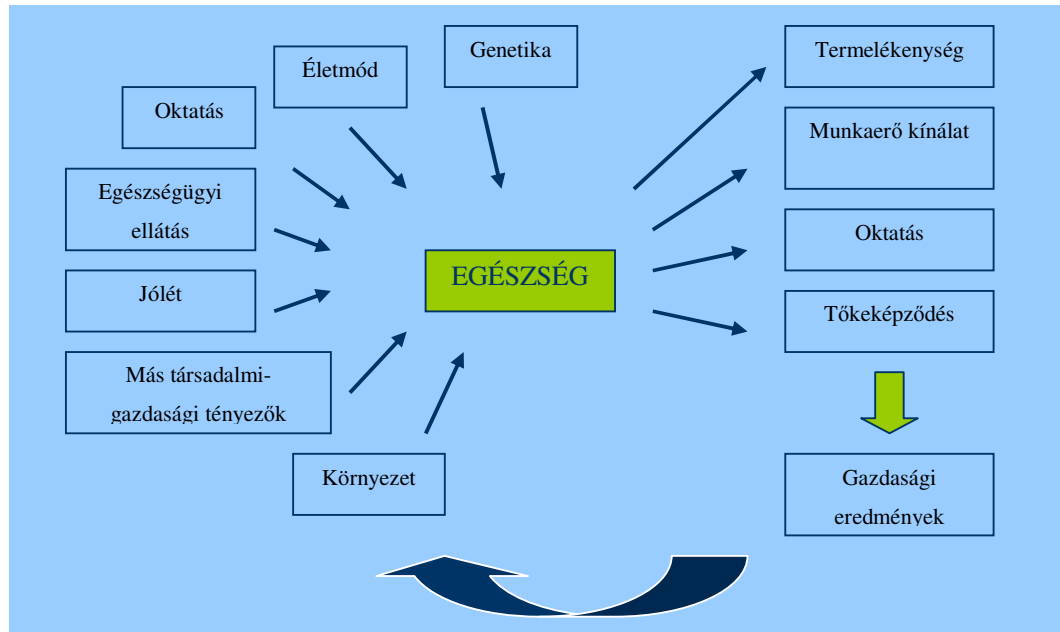 Genetika
Életmód
Oktatás
Egészségügyi
ellátás
Jólét
Más társadalmi-
gazdasági tényezők
Környezet
EGÉSZSÉG
Termelékenység
Munkaerő kínálat
Oktatás
Tőkeképződés
Gazdasági
eredmények